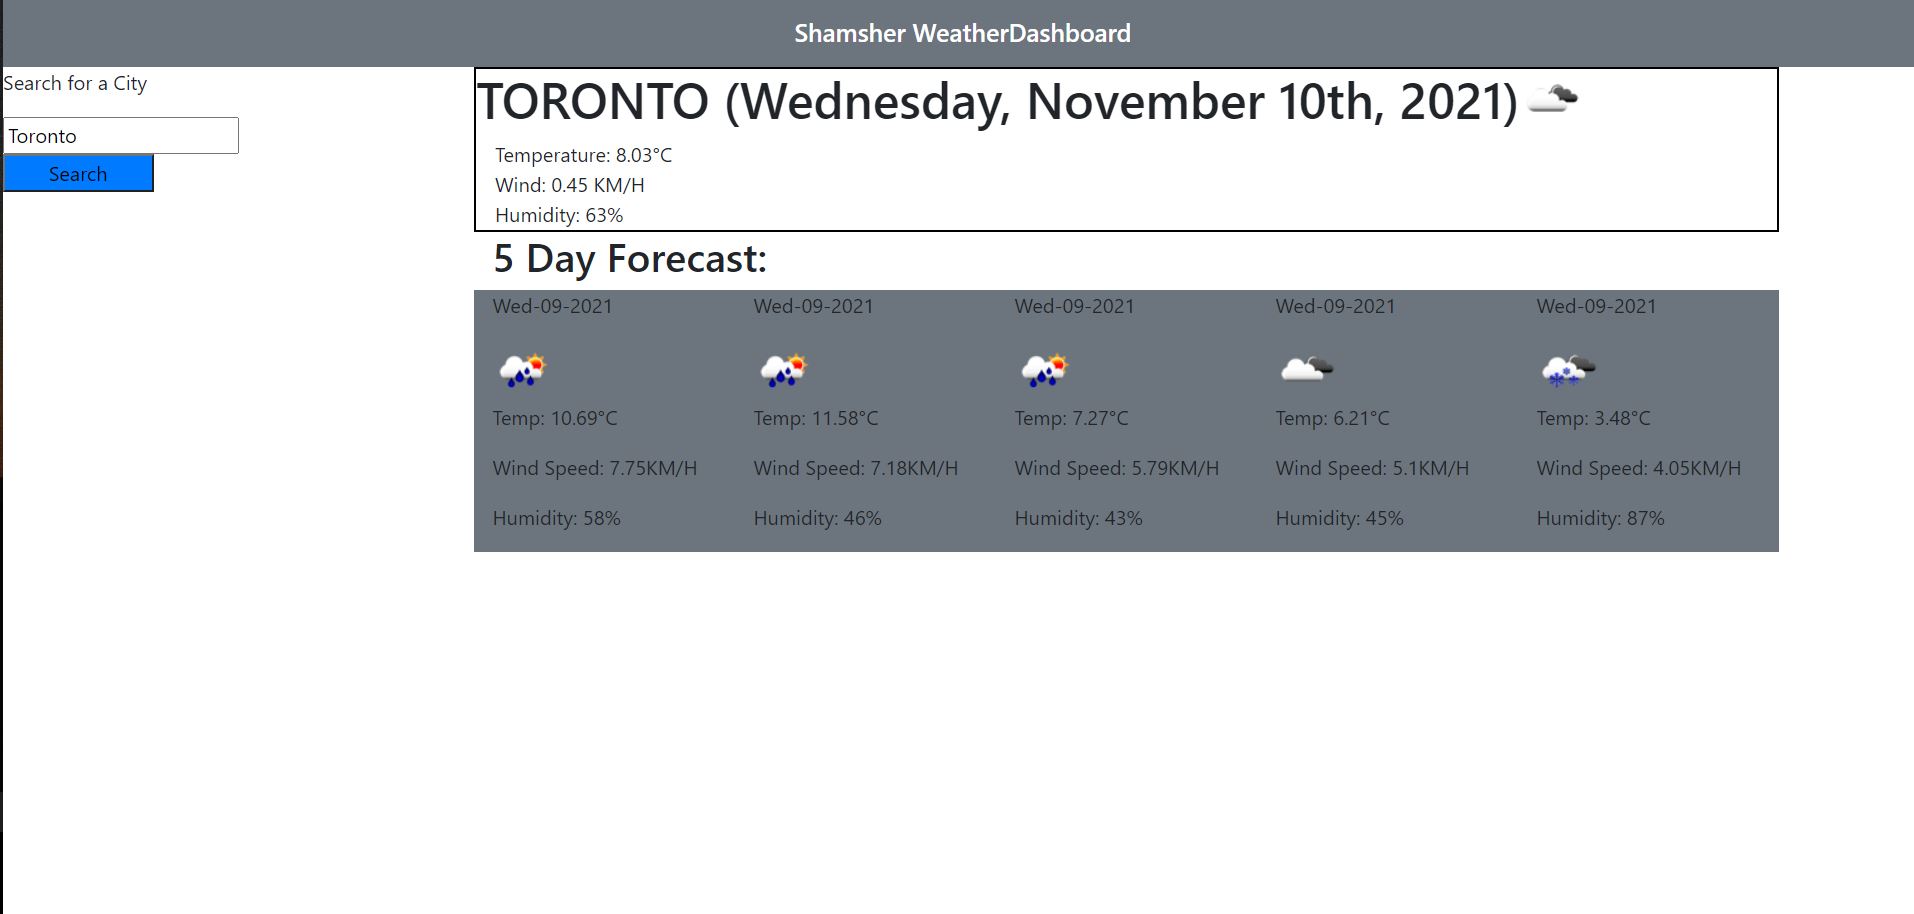 Shamsher WeatherDashboard
Search for a City
Toronto
Search
TORONTO (Wednesday, November 10th, 2021)
Temperature: 8.03°C
Wind: 0.45 KM/H
Humidity: 63%
5 Day Forecast:
Wed-09-2021 Wed-09-2021 Wed-09-2021 Wed-09-2021 Wed-09-2021
Temp: 10.69°C Temp: 11.58°C Temp: 7.27°C Temp: 6.21°C Temp: 3.48°C
Wind Speed: 7.75KM/H Wind Speed: 7.18KM/H Wind Speed: 5.79KM/H Wind Speed: 5.1KM/H Wind Speed: 4.05KM/H
Humidity: 58% Humidity: 46% Humidity: 43% Humidity: 45% Humidity: 87%